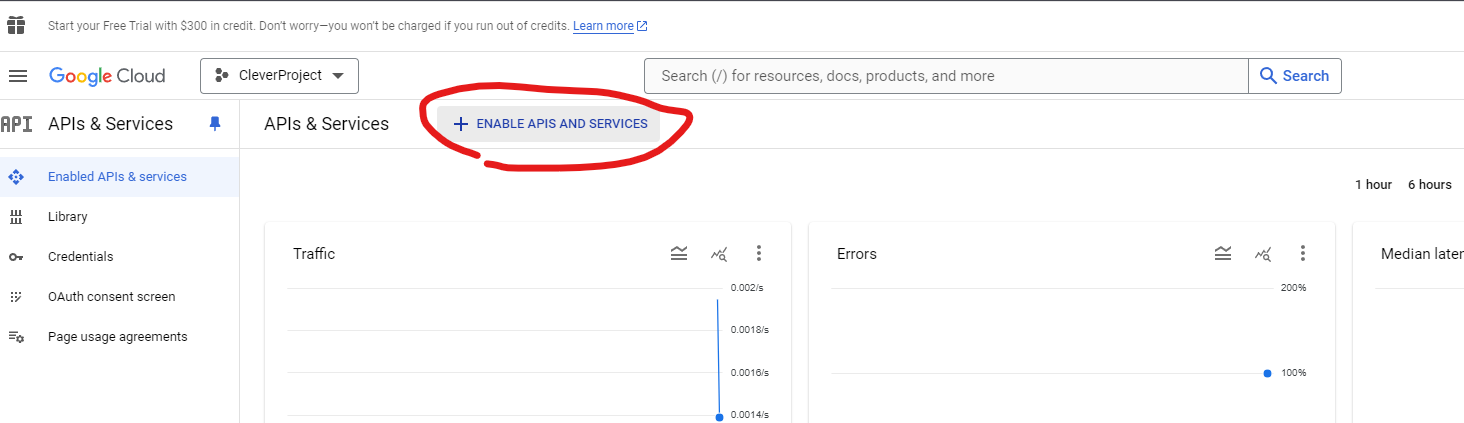 Start your Free Trial with $300 in credit. Don't worry—you won't be charged if you run out of credits. Learn more
Google Cloud
CleverProject
Search (/) for resources, docs, products, and more
Search
API
APIs & Services
APIs & Services
ENABLE APIS AND SERVICES
Enabled APIs & services
1 hour
6 hours
Library
Credentials
OAuth consent screen
Page usage agreements
Traffic
0.002/s
0.0018/s
0.0016/s
0.0014/s
Errors
200%
100%
Median later